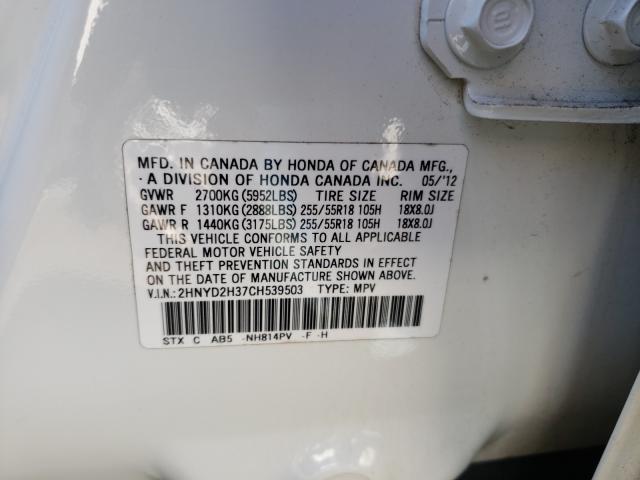 10
MFD. IN CANADA BY HONDA OF CANADA MFG.,
· A DIVISION OF HONDA CANADA INC. 05/'12
GVWR 2700KG (5952LBS) TIRE SIZE RIM SIZE
GAWR F 1310KG (2888LBS) 255/55R18 105H 18X8.0J
GAWR R 1440KG (3175LBS) 255/55R18 105H 18X8.0J
THIS VEHICLE CONFORMS TO ALL APPLICABLE
FEDERAL MOTOR VEHICLE SAFETY
AND THEFT PREVENTION STANDARDS IN EFFECT
ON THE DATE OF MANUFACTURE SHOWN ABOVE.
V.I.N.: 2HNYD2H37CH539503 TYPE: MPV
STX C AB5 -NH814PV -F -H